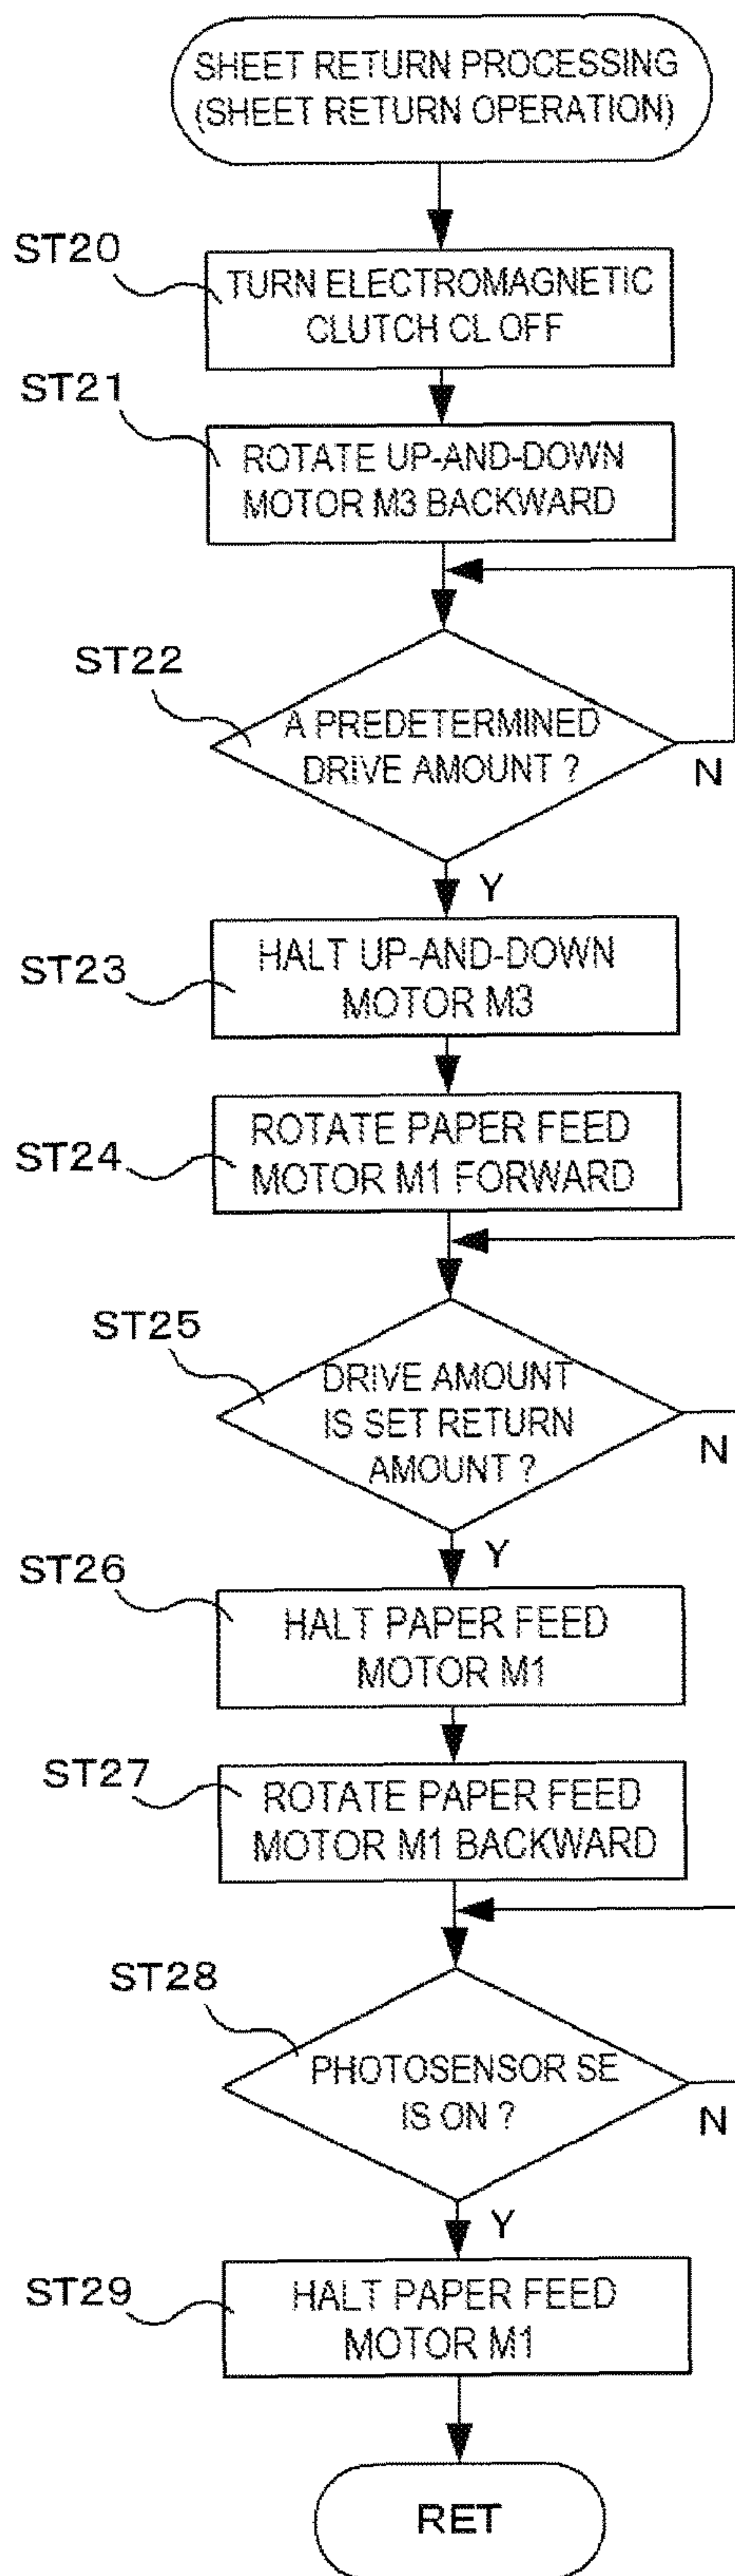 SHEET RETURN PROCESSING
(SHEET RETURN OPERATION)
ST20
TURN ELECTROMAGNETIC
CLUTCH CL OFF
ST21
ROTATE UP-AND-DOWN
MOTOR M3 BACKWARD
ST22
A PREDETERMINED
DRIVE AMOUNT ?
N
Y
ST23
HALT UP-AND-DOWN
MOTOR M3
ST24
ROTATE PAPER FEED
MOTOR M1 FORWARD
ST25
DRIVE AMOUNT
IS SET RETURN
AMOUNT ?
N
Y
ST26
HALT PAPER FEED
MOTOR M1
ST27
ROTATE PAPER FEED
MOTOR M1 BACKWARD
ST28
PHOTOSENSOR SE
IS ON ?
N
Y
ST29
HALT PAPER FEED
MOTOR M1
RET